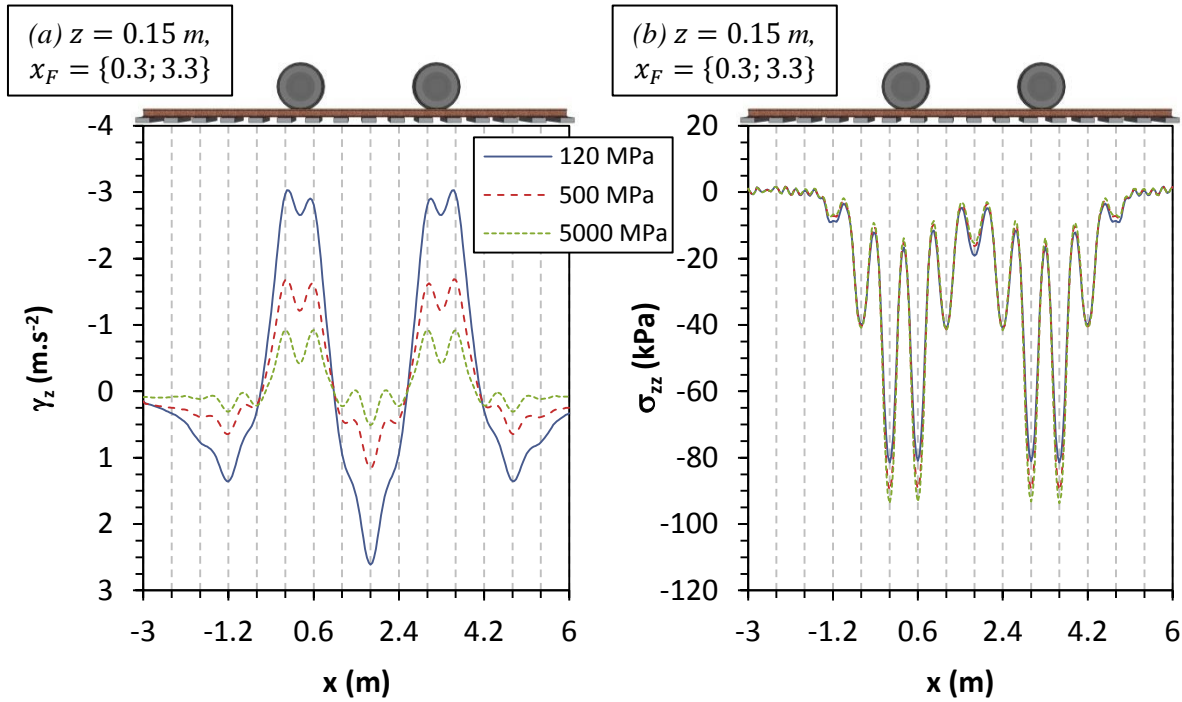 (a) z = 0.15 m,
x_F = {0.3; 3.3}
(b) z = 0.15 m,
x_F = {0.3; 3.3}
-4
-3
-2
-1
0
1
2
3
γ_z (m.s⁻²)
-3
-1.2
0.6
2.4
4.2
6
x (m)
120 MPa
500 MPa
5000 MPa
20
0
-20
-40
-60
-80
-100
-120
σ_zz (kPa)
-3
-1.2
0.6
2.4
4.2
6
x (m)